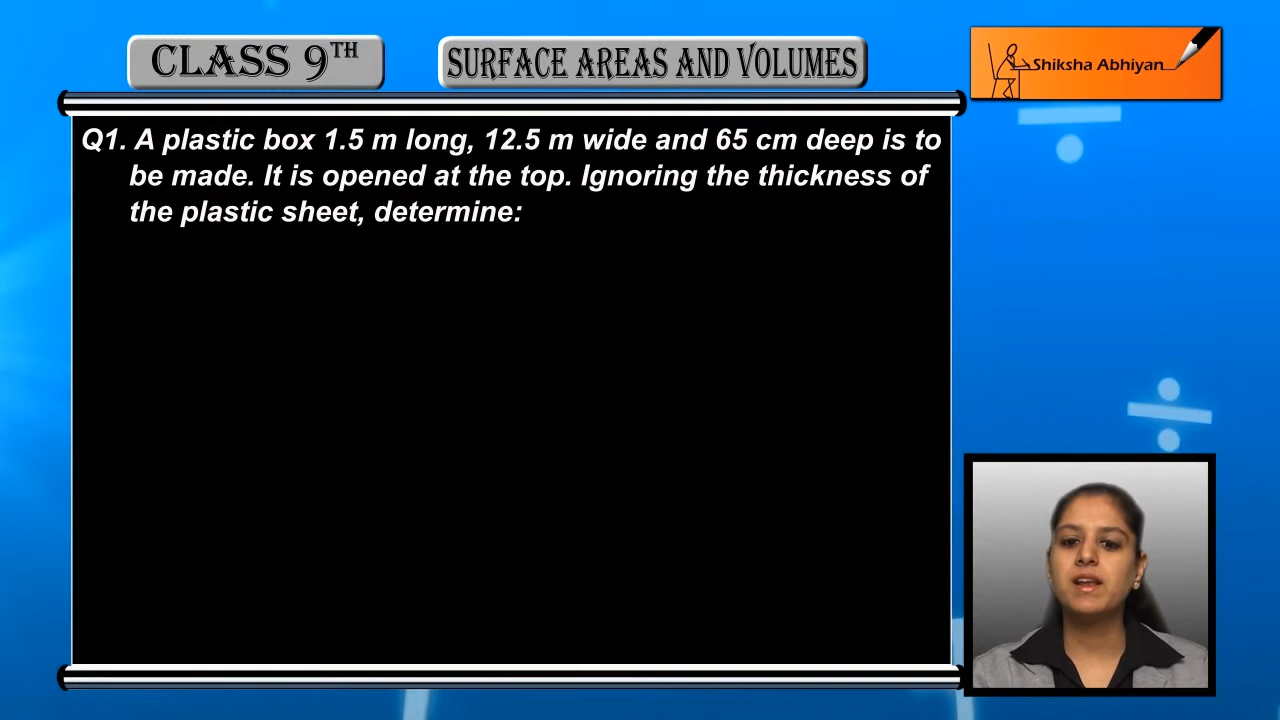 CLASS 9TH
SURFACE AREAS AND VOLUMES
Shiksha Abhiyan
Q1. A plastic box 1.5 m long, 12.5 m wide and 65 cm deep is to
be made. It is opened at the top. Ignoring the thickness of
the plastic sheet, determine: